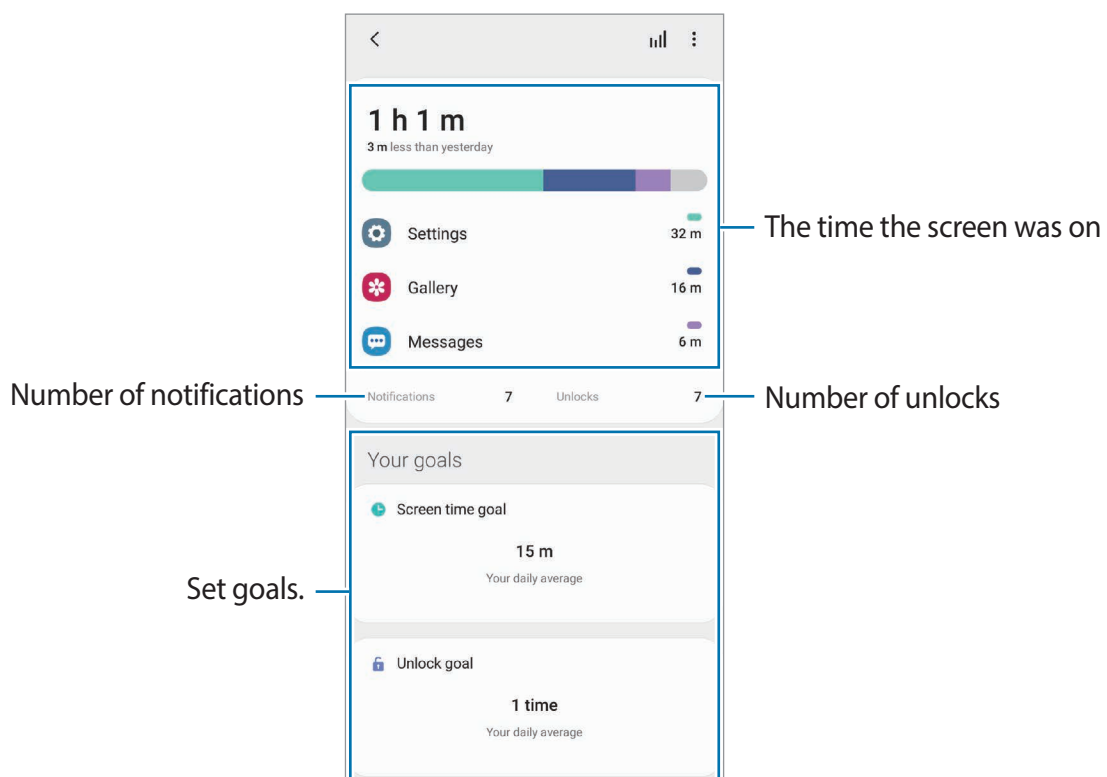 1 h 1 m
3 m less than yesterday
Settings 32 m
The time the screen was on
Gallery 16 m
Messages 6 m
Number of notifications
Notifications 7 Unlocks 7
Number of unlocks
Your goals
Screen time goal
15 m
Your daily average
Set goals.
Unlock goal
1 time
Your daily average